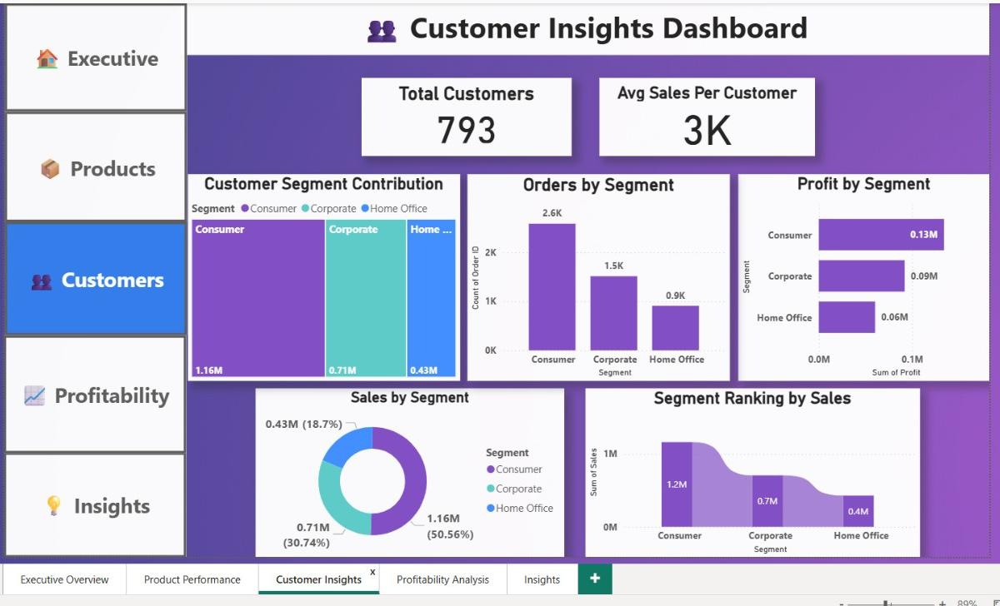 Customer Insights Dashboard
Executive
Products
Customers
Profitability
Insights
Total Customers
793
Avg Sales Per Customer
3K
Customer Segment Contribution
Segment Consumer Corporate Home Office
Consumer
Corporate
Home ...
1.16M
0.71M
0.43M
Orders by Segment
Count of Order ID
2K
1K
0K
2.6K
1.5K
0.9K
Consumer
Corporate
Home Office
Segment
Profit by Segment
Segment
Consumer
0.13M
Corporate
0.09M
Home Office
0.06M
0.0M
0.1M
Sum of Profit
Sales by Segment
0.43M (18.7%)
0.71M
(30.74%)
1.16M
(50.56%)
Segment
Consumer
Corporate
Home Office
Segment Ranking by Sales
Sum of Sales
1M
0M
1.2M
0.7M
0.4M
Consumer
Corporate
Home Office
Segment
Executive Overview
Product Performance
Customer Insights
x
Profitability Analysis
Insights
+
- + 89%